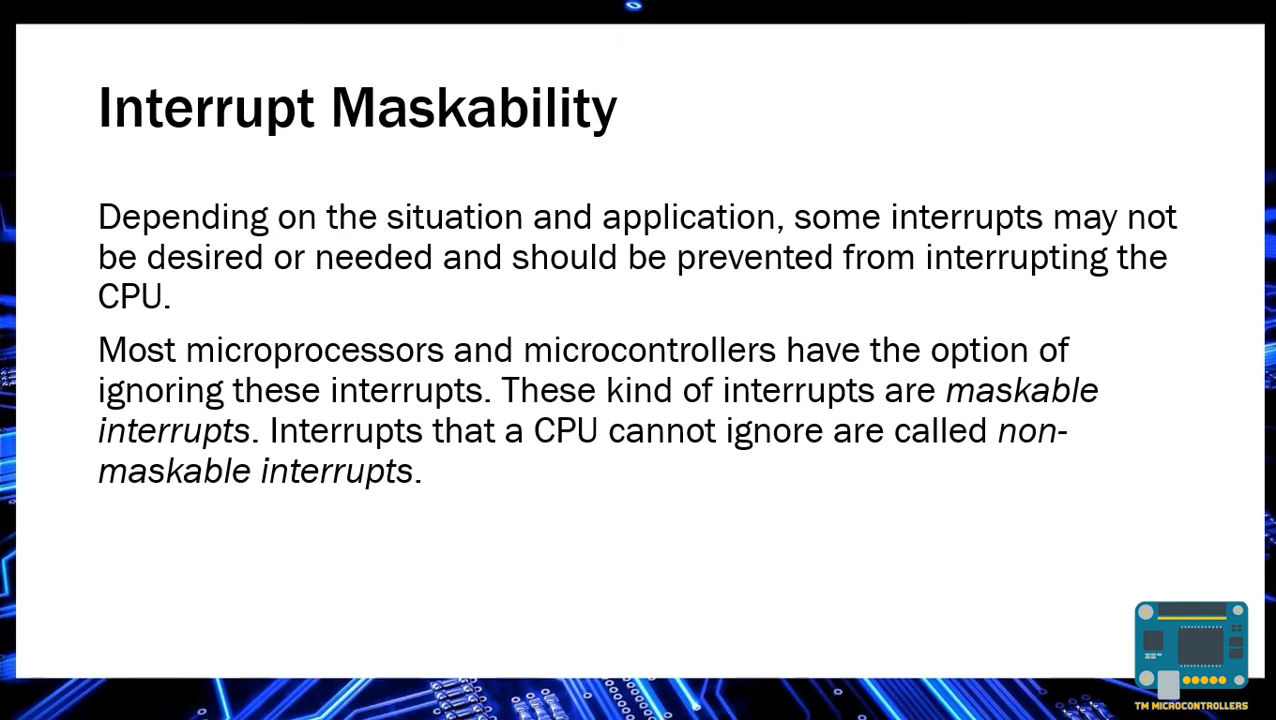 Interrupt Maskability
Depending on the situation and application, some interrupts may not
be desired or needed and should be prevented from interrupting the
CPU.
Most microprocessors and microcontrollers have the option of
ignoring these interrupts. These kind of interrupts are maskable
interrupts. Interrupts that a CPU cannot ignore are called non-
maskable interrupts.
TM MICROCONTROLLERS